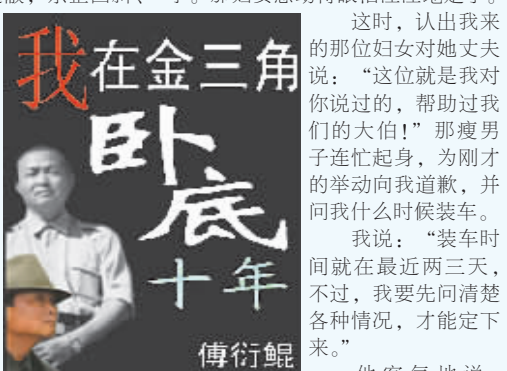 我在金三角
卧底
十年
傅衍鲲
这时，认出我来
的那位妇女对她丈夫
说：“这位就是我对
你说过的，帮助过我
们的大伯！”那瘦男
子连忙起身，为刚才
的举动向我道歉，并
问我什么时候装车。
我说：“装车时
间就在最近两三天，
不过，我要先问清楚
各种情况，才能定下
来。”